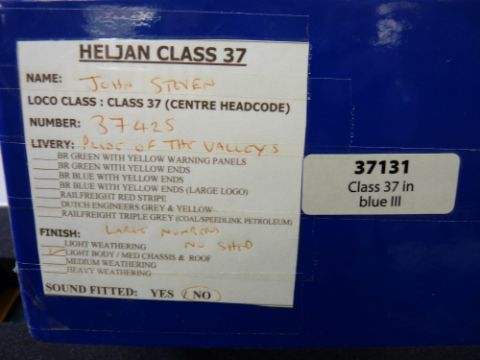 HELJAN CLASS 37
NAME: JOHN STEVEN
LOCO CLASS : CLASS 37 (CENTRE HEADCODE)
NUMBER: 37425
LIVERY: PRIDE OF THE VALLEYS
BR GREEN WITH YELLOW WARNING PANELS
BR GREEN WITH YELLOW ENDS
BR BLUE WITH YELLOW ENDS
BR BLUE WITH YELLOW ENDS (LARGE LOGO)
RAILFREIGHT RED STRIPE
DUTCH ENGINEERS GREY & YELLOW
RAILFREIGHT TRIPLE GREY (COAL/SPEEDLINK PETROLEUM)
FINISH: LARGE NUMBERS
LIGHT WEATHERING NO SHED
LIGHT BODY / MED CHASSIS & ROOF
MEDIUM WEATHERING
HEAVY WEATHERING
SOUND FITTED: YES NO
37131
Class 37 in
blue III